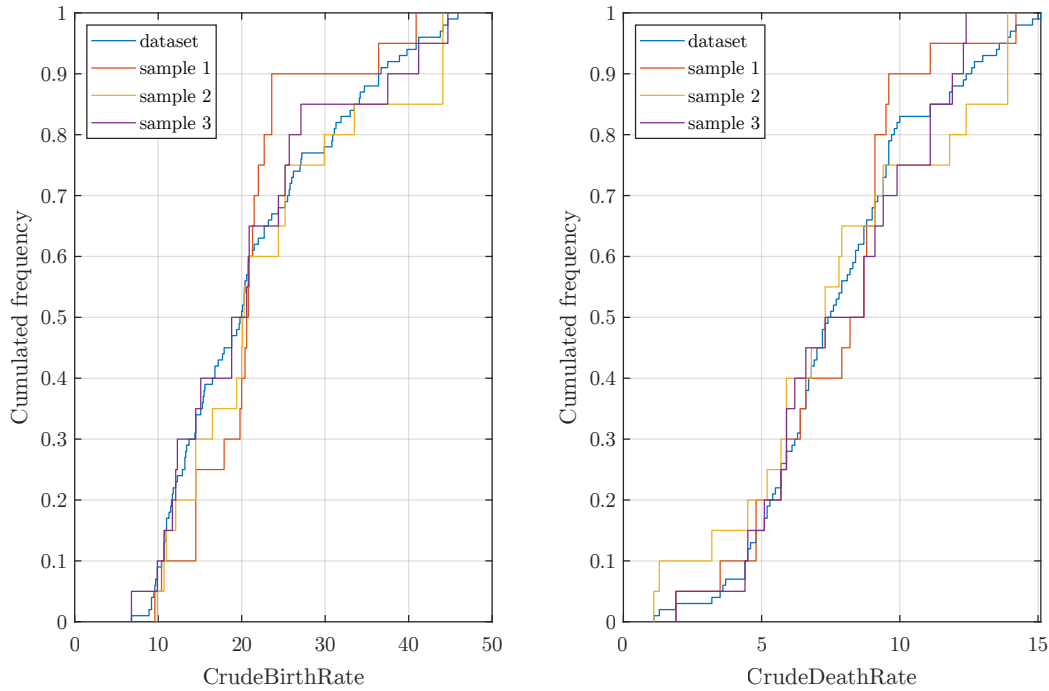 1
0.9
0.8
0.7
0.6
0.5
0.4
0.3
0.2
0.1
0
Cumulated frequency
dataset
sample 1
sample 2
sample 3
0 10 20 30 40 50
CrudeBirthRate
1
0.9
0.8
0.7
0.6
0.5
0.4
0.3
0.2
0.1
0
Cumulated frequency
dataset
sample 1
sample 2
sample 3
0 5 10 15
CrudeDeathRate